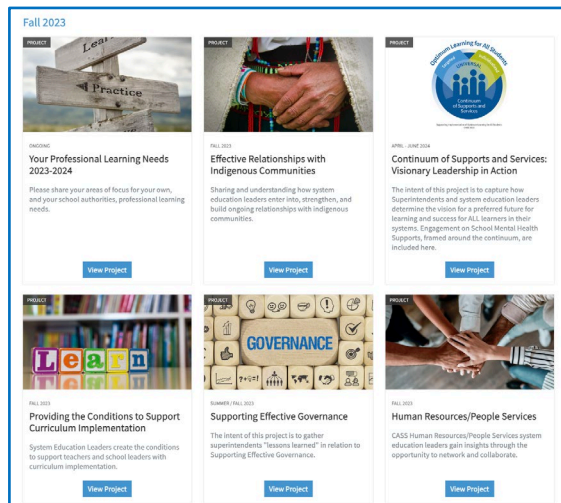 Fall 2023
PROJECT
Lear
Practice
ONGOING
Your Professional Learning Needs
2023-2024
Please share your areas of focus for your own,
and your school authorities, professional learning
needs.
View Project
PROJECT
FALL 2023
Effective Relationships with
Indigenous Communities
Sharing and understanding how system
education leaders enter into, strengthen, and
build ongoing relationships with indigenous
communities.
View Project
PROJECT
Optimum Learning for All Students
UNIVERSAL
Continuum
of Supports and
Services
APRIL - JUNE 2024
Continuum of Supports and Services:
Visionary Leadership in Action
The intent of this project is to capture how
Superintendents and system education leaders
determine the vision for a preferred future for
learning and success for ALL learners in their
systems. Engagement on School Mental Health
Supports, framed around the continuum, are
included here.
View Project
PROJECT
Learn
FALL 2023
Providing the Conditions to Support
Curriculum Implementation
System Education Leaders create the conditions
to support teachers and school leaders with
curriculum implementation.
View Project
PROJECT
GOVERNANCE
SUMMER / FALL 2023
Supporting Effective Governance
The intent of this project is to gather
superintendents "lessons learned" in relation to
Supporting Effective Governance.
View Project
PROJECT
FALL 2023
Human Resources/People Services
CASS Human Resources/People Services system
education leaders gain insights through the
opportunity to network and collaborate.
View Project